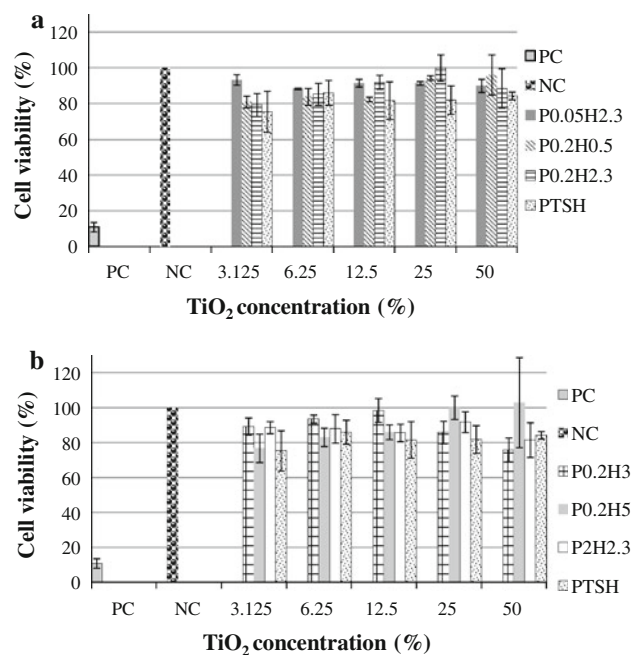 a
120
100
80
60
40
20
0
Cell viability (%)
PC NC 3.125 6.25 12.5 25 50
TiO₂ concentration (%)
PC
NC
P0.05H2.3
P0.2H0.5
P0.2H2.3
PTSH
b
120
100
80
60
40
20
0
Cell viability (%)
PC NC 3.125 6.25 12.5 25 50
TiO₂ concentration (%)
PC
NC
P0.2H3
P0.2H5
P2H2.3
PTSH